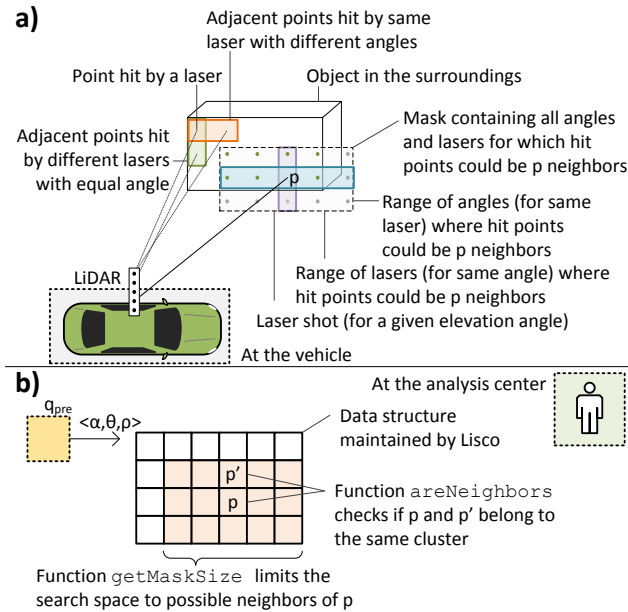 a)
Adjacent points hit by same
laser with different angles
Point hit by a laser
Object in the surroundings
Adjacent points hit
by different lasers
with equal angle
Mask containing all angles
and lasers for which hit
points could be p neighbors
p
Range of angles (for same
laser) where hit points
could be p neighbors
Range of lasers (for same angle) where
hit points could be p neighbors
LiDAR
Laser shot (for a given elevation angle)
At the vehicle
b)
At the analysis center
qpre
<α,θ,ρ>
Data structure
maintained by Lisco
p’
p
Function areNeighbors
checks if p and p’ belong to
the same cluster
Function getMaskSize limits the
search space to possible neighbors of p